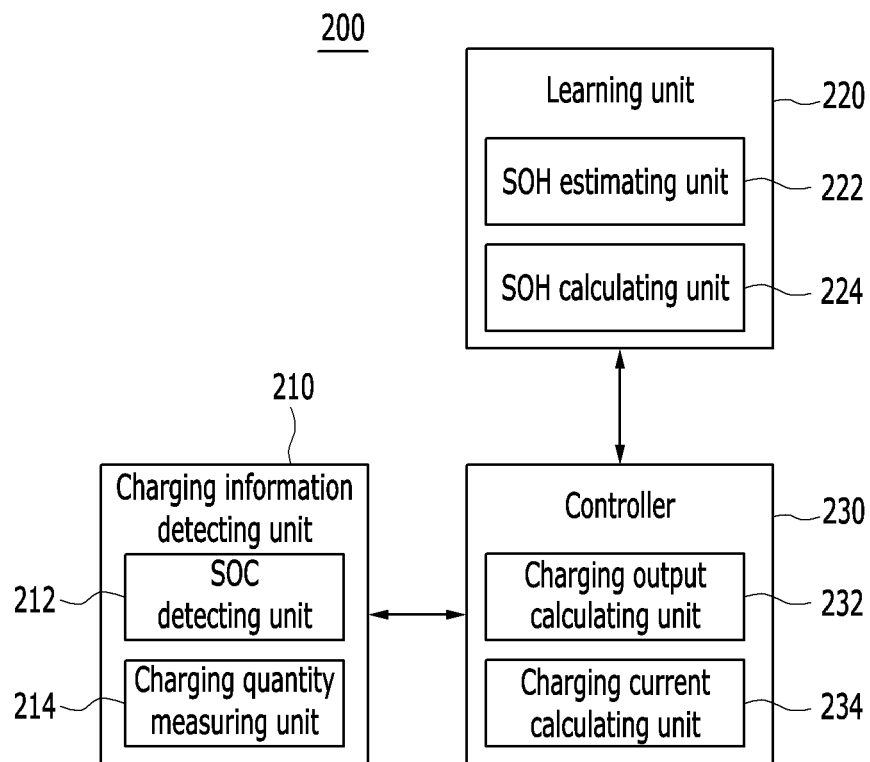 200
Learning unit
220
SOH estimating unit
222
SOH calculating unit
224
210
Charging information
detecting unit
SOC
detecting unit
212
Charging quantity
measuring unit
214
Controller
230
Charging output
calculating unit
232
Charging current
calculating unit
234